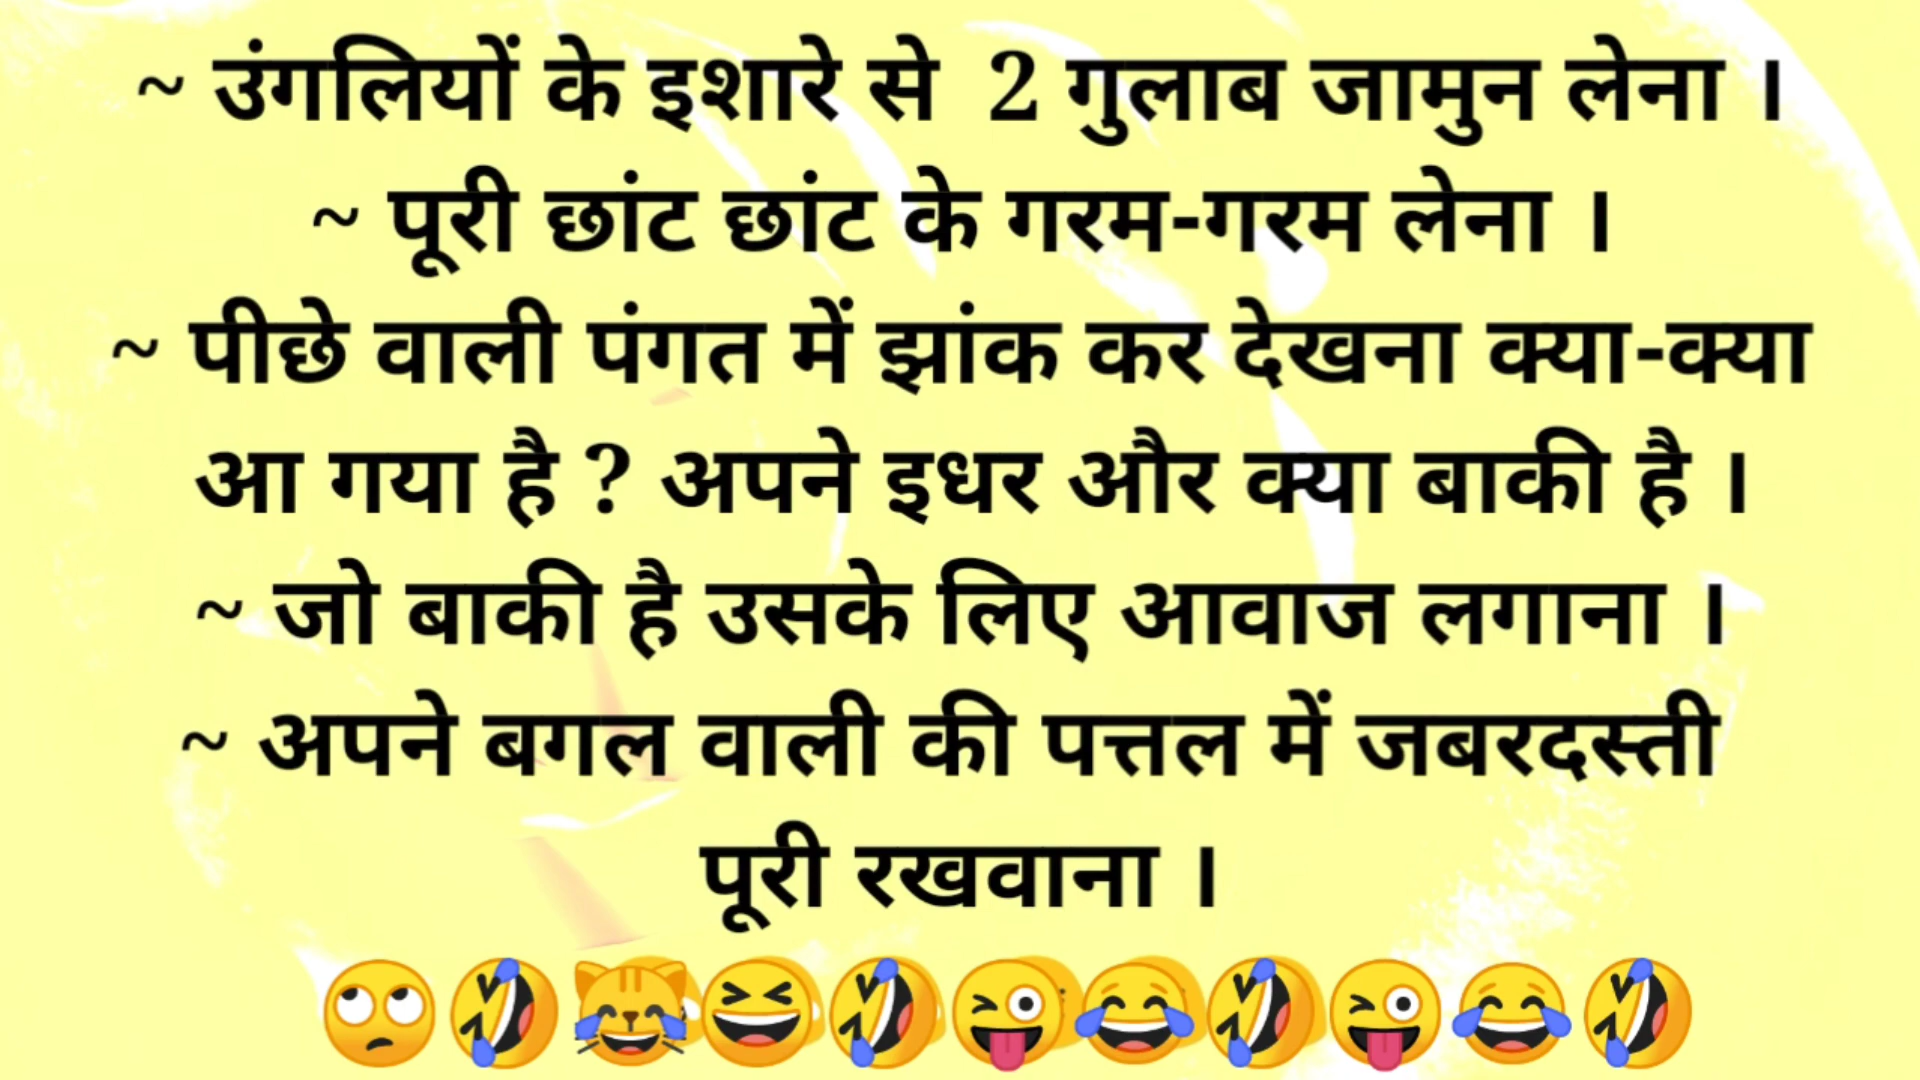 ~ उंगलियों के इशारे से 2 गुलाब जामुन लेना ।
~ पूरी छांट छांट के गरम-गरम लेना ।
~ पीछे वाली पंगत में झांक कर देखना क्या-क्या
आ गया है ? अपने इधर और क्या बाकी है ।
~ जो बाकी है उसके लिए आवाज लगाना ।
~ अपने बगल वाली की पत्तल में जबरदस्ती
पूरी रखवाना ।
🙄🤣😹😆🤣😜😂🤣😜😂🤣